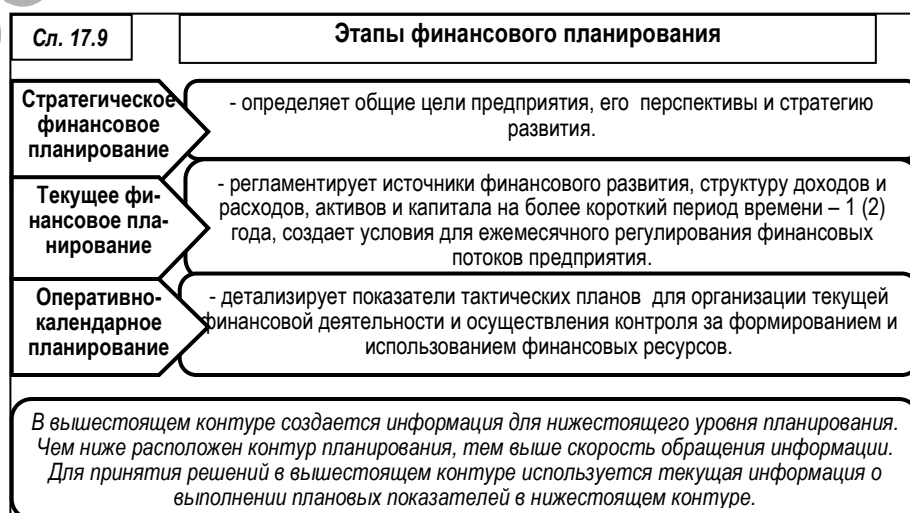 Сл. 17.9
Этапы финансового планирования
Стратегическое
финансовое
планирование
- определяет общие цели предприятия, его перспективы и стратегию
развития.
Текущее фи-
нансовое пла-
нирование
- регламентирует источники финансового развития, структуру доходов и
расходов, активов и капитала на более короткий период времени – 1 (2)
года, создает условия для ежемесячного регулирования финансовых
потоков предприятия.
Оперативно-
календарное
планирование
- детализирует показатели тактических планов для организации текущей
финансовой деятельности и осуществления контроля за формированием и
использованием финансовых ресурсов.
В вышестоящем контуре создается информация для нижестоящего уровня планирования.
Чем ниже расположен контур планирования, тем выше скорость обращения информации.
Для принятия решений в вышестоящем контуре используется текущая информация о
выполнении плановых показателей в нижестоящем контуре.